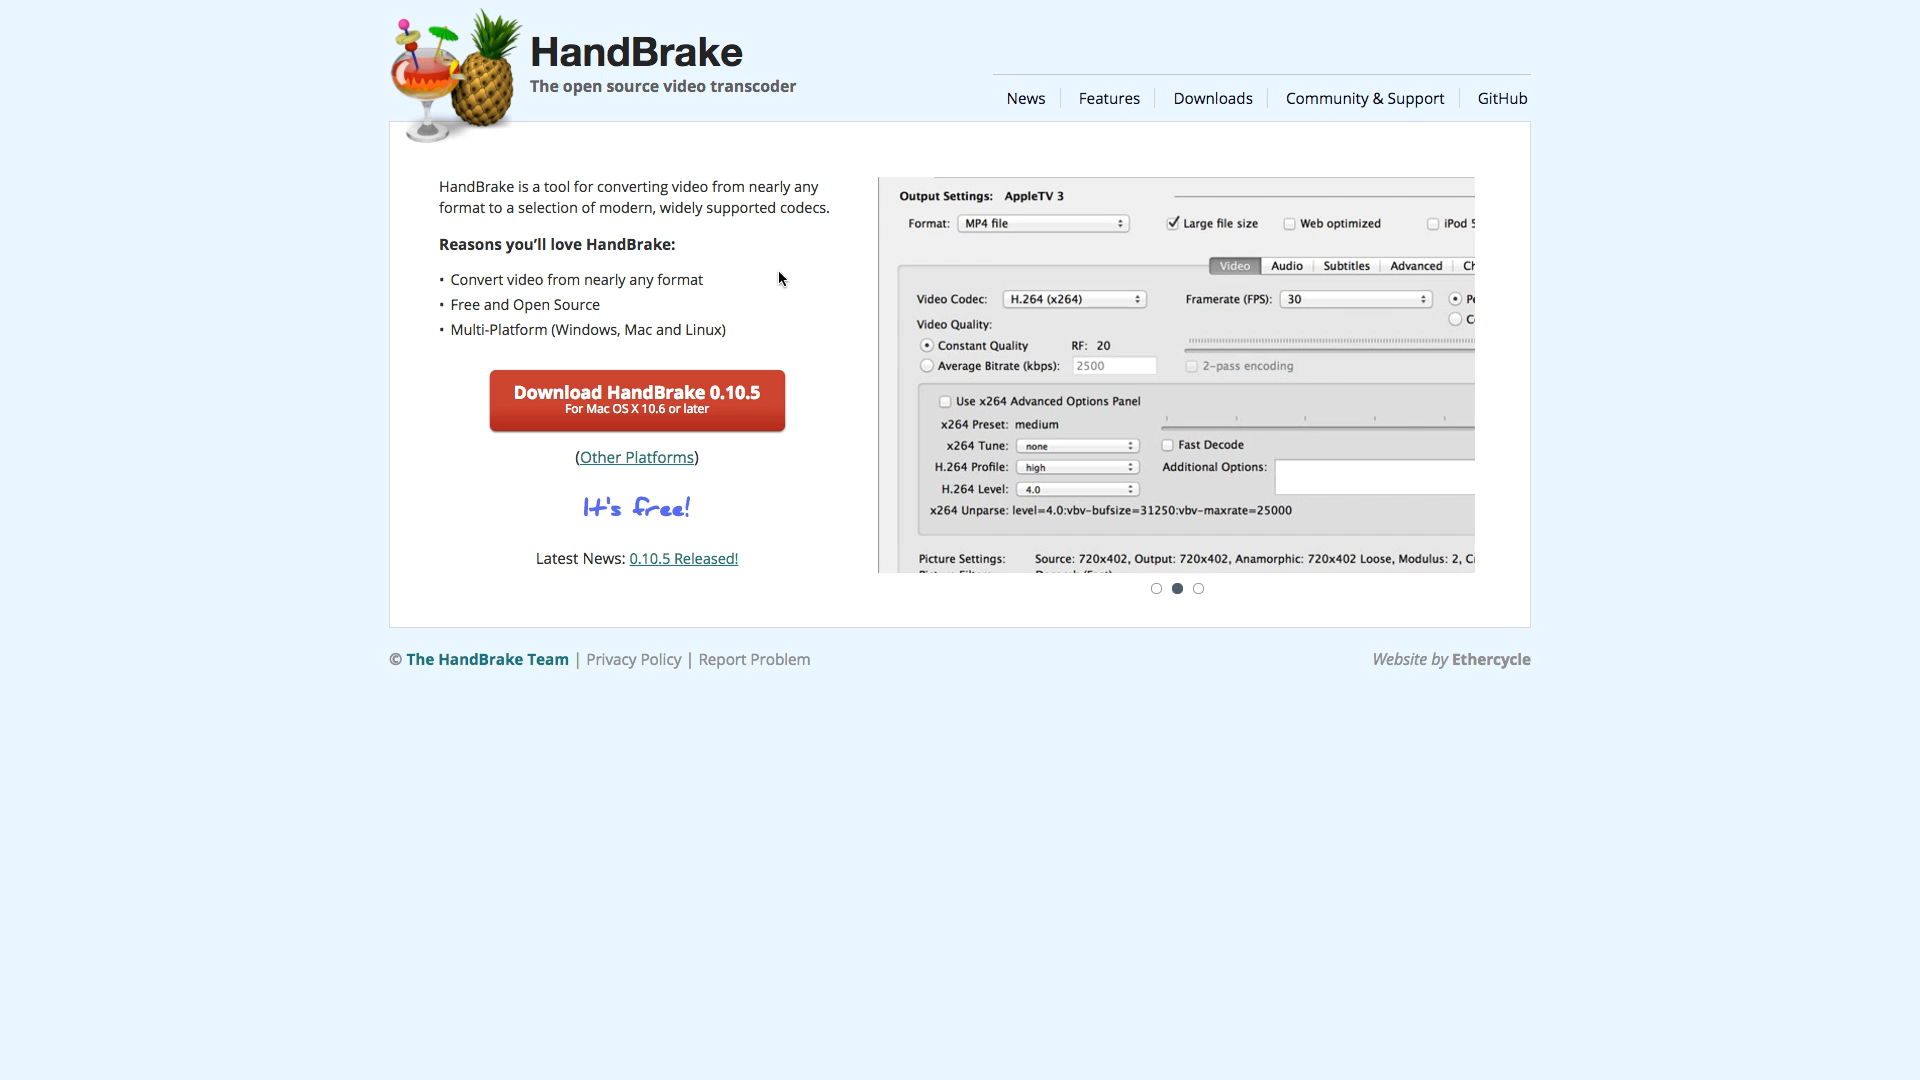 HandBrake
The open source video transcoder
News
Features
Downloads
Community & Support
GitHub
HandBrake is a tool for converting video from nearly any
format to a selection of modern, widely supported codecs.
Reasons you’ll love HandBrake:
• Convert video from nearly any format
• Free and Open Source
• Multi-Platform (Windows, Mac and Linux)
Download HandBrake 0.10.5
For Mac OS X 10.6 or later
(Other Platforms)
It's free!
Latest News: 0.10.5 Released!
Output Settings: AppleTV 3
Format: MP4 file
Large file size
Web optimized
iPod
Video
Audio
Subtitles
Advanced
Video Codec: H.264 (x264)
Framerate (FPS): 30
Video Quality:
Constant Quality RF: 20
Average Bitrate (kbps): 2500
2-pass encoding
Use x264 Advanced Options Panel
x264 Preset: medium
x264 Tune: none
Fast Decode
H.264 Profile: high
Additional Options:
H.264 Level: 4.0
x264 Unparse: level=4.0:vbv-bufsize=31250:vbv-maxrate=25000
Picture Settings: Source: 720x402, Output: 720x402, Anamorphic: 720x402 Loose, Modulus: 2,
© The HandBrake Team | Privacy Policy | Report Problem
Website by Ethercycle